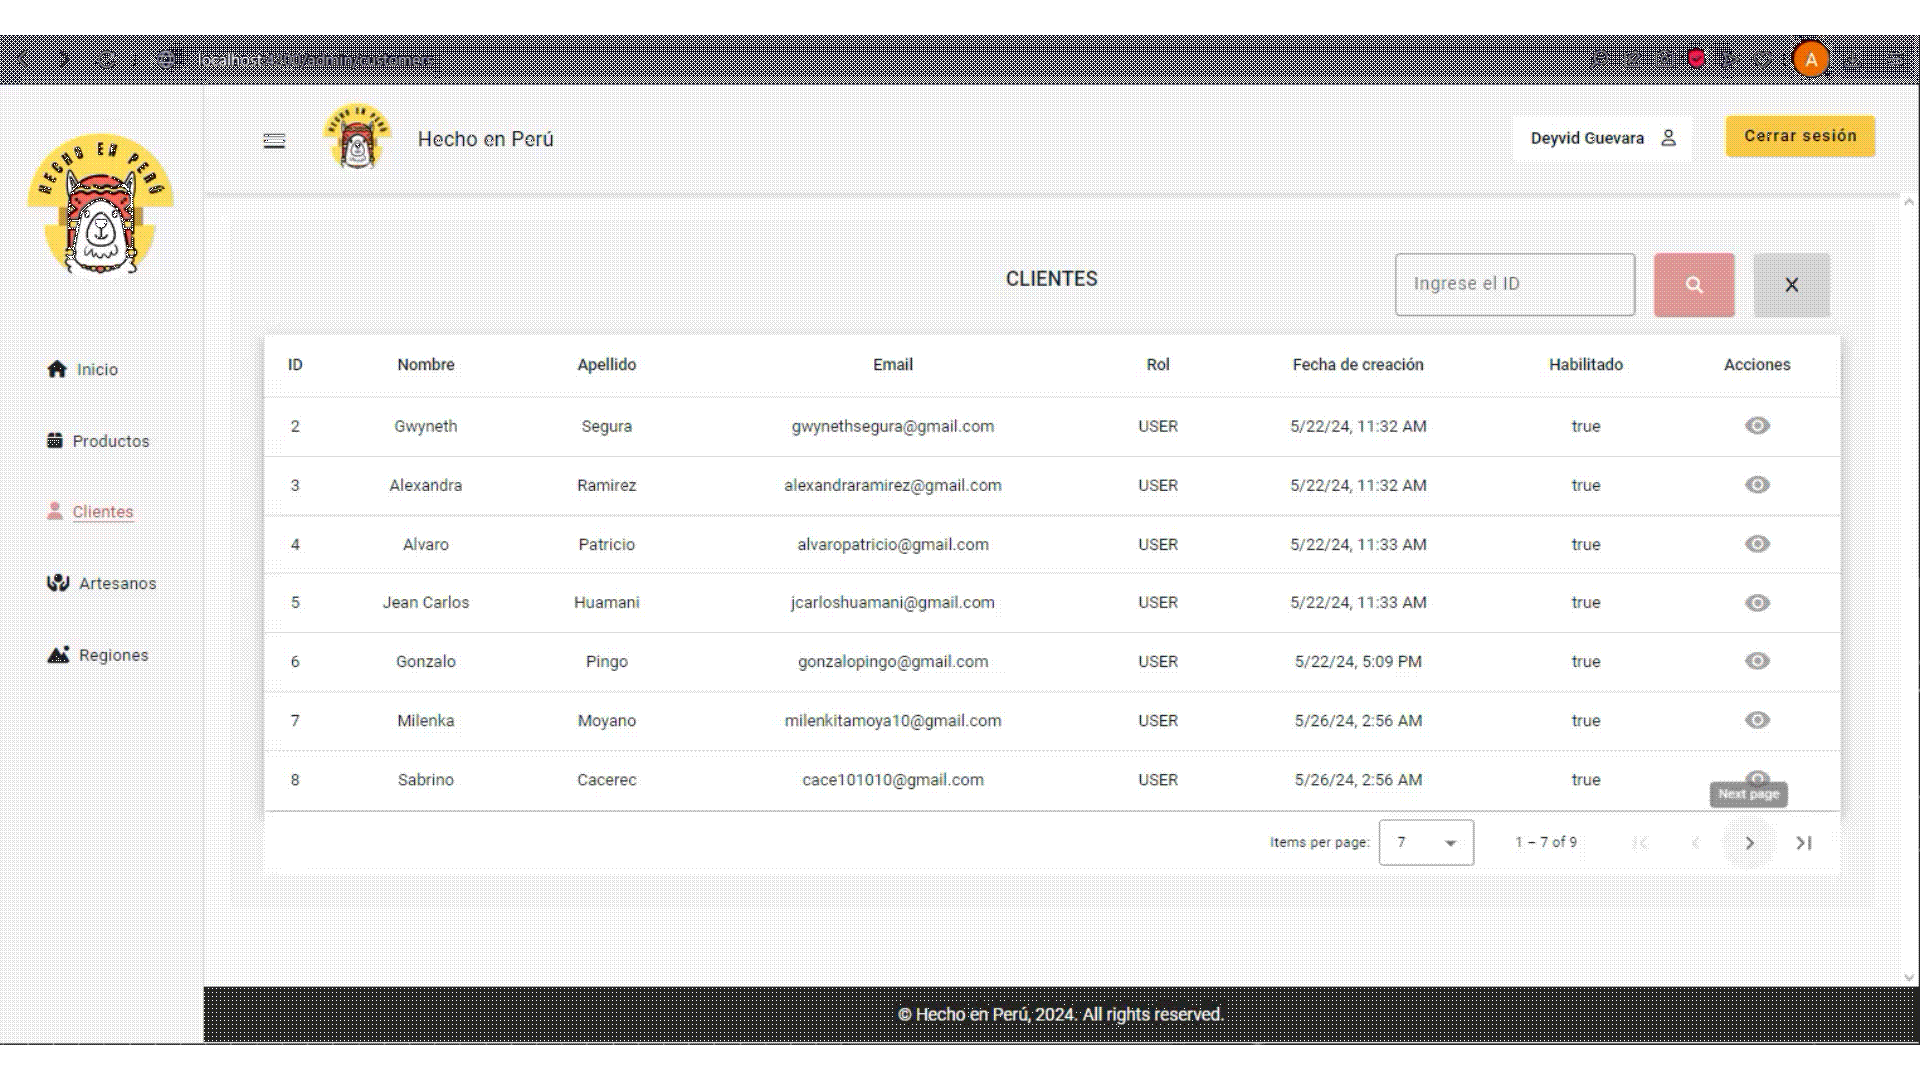 HECHO EN PERÚ
HECHO EN PERÚ
Hecho en Perú
Deyvid Guevara
Cerrar sesión
A
Inicio
Productos
Clientes
Artesanos
Regiones
CLIENTES
Ingrese el ID
X
ID Nombre Apellido Email Rol Fecha de creación Habilitado Acciones
2 Gwyneth Segura gwynethsegura@gmail.com USER 5/22/24, 11:32 AM true
3 Alexandra Ramirez alexandraramirez@gmail.com USER 5/22/24, 11:32 AM true
4 Alvaro Patricio alvaropatricio@gmail.com USER 5/22/24, 11:33 AM true
5 Jean Carlos Huamani jcarloshuamani@gmail.com USER 5/22/24, 11:33 AM true
6 Gonzalo Pingo gonzalopingo@gmail.com USER 5/22/24, 5:09 PM true
7 Milenka Moyano milenkitamoya10@gmail.com USER 5/26/24, 2:56 AM true
8 Sabrino Cacerec cace101010@gmail.com USER 5/26/24, 2:56 AM true
Next page
Items per page: 7 1 – 7 of 9
© Hecho en Perú, 2024. All rights reserved.